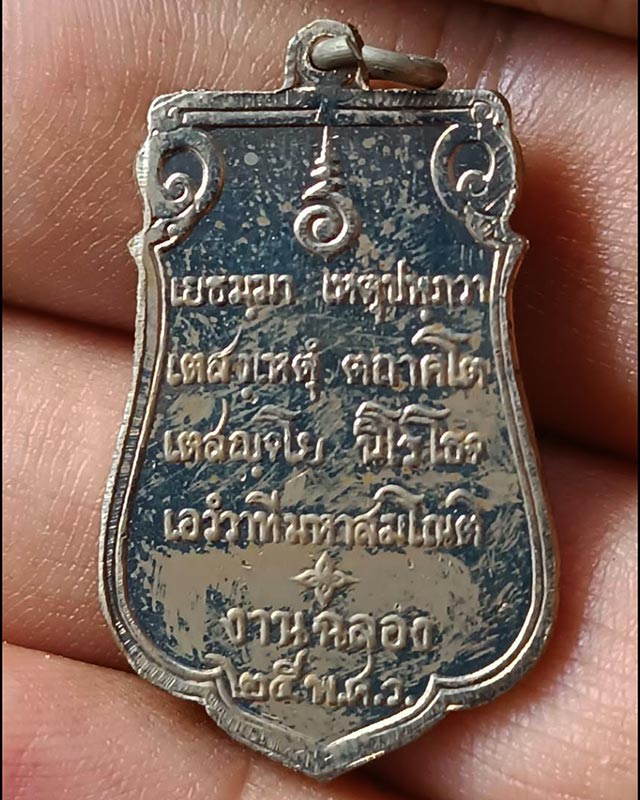 เยธมฺมา เหตุปพฺภวา
เตสงฺเหตุํ ตถาคโต
เตสญฺจโย นิโรโธจ
เอวํวาทีมหาสมโณติ
งานฉลอง
๒๕ พ.ศ.ว.